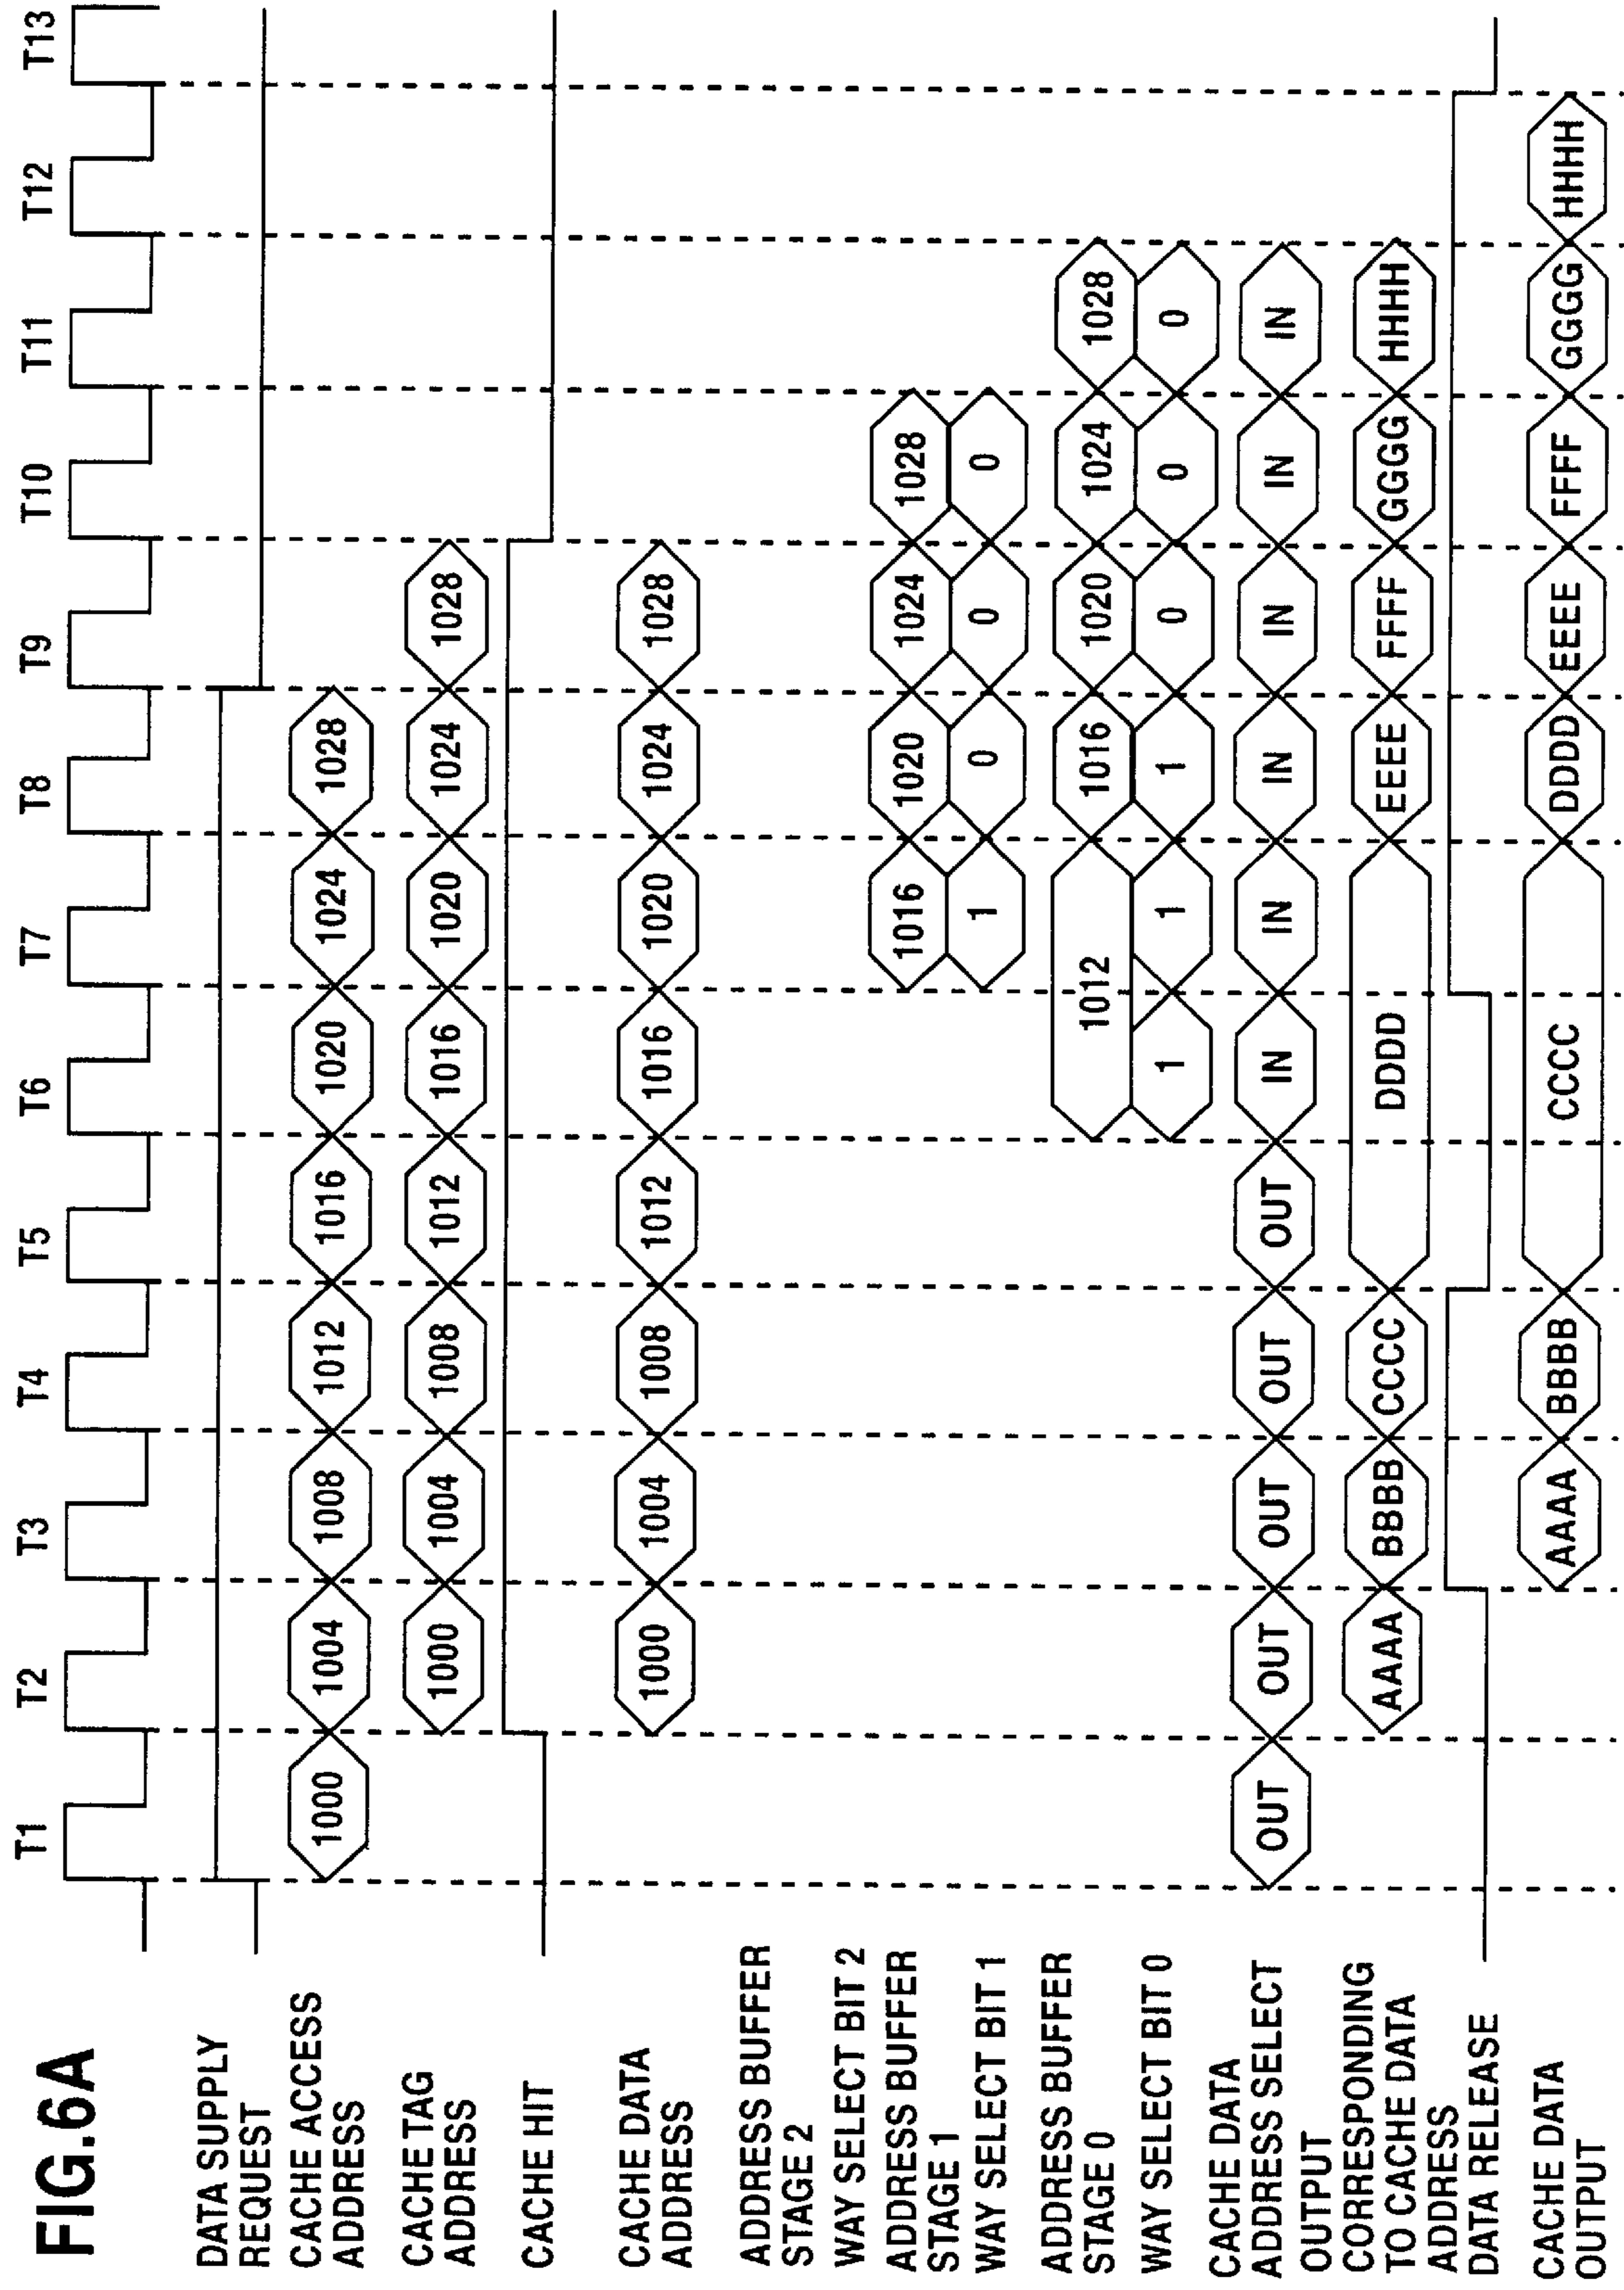 FIG.6A
T1 T2 T3 T4 T5 T6 T7 T8 T9 T10 T11 T12 T13
DATA SUPPLY
REQUEST
CACHE ACCESS
ADDRESS
1000 1004 1008 1012 1016 1020 1024 1028
CACHE TAG
ADDRESS
1000 1004 1008 1012 1016 1020 1024 1028
CACHE HIT
CACHE DATA
ADDRESS
1000 1004 1008 1012 1016 1020 1024 1028
ADDRESS BUFFER
STAGE 2
WAY SELECT BIT 2
ADDRESS BUFFER
STAGE 1
1016 1020 1024 1028
WAY SELECT BIT 1
1 0 0 0
ADDRESS BUFFER
STAGE 0
1012 1016 1020 1024 1028
WAY SELECT BIT 0
1 1 1 0 0 0
CACHE DATA
ADDRESS SELECT
OUTPUT
OUT OUT OUT OUT OUT IN IN IN IN IN IN
CORRESPONDING
TO CACHE DATA
ADDRESS
AAAA BBBB CCCC DDDD EEEE FFFF GGGG HHHH
DATA RELEASE
CACHE DATA
OUTPUT
AAAA BBBB CCCC DDDD EEEE FFFF GGGG HHHH